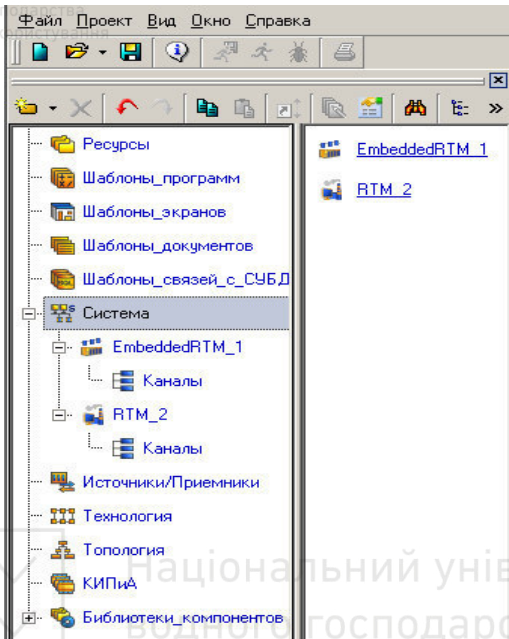 Файл Проект Вид Окно Справка
Ресурсы
Шаблоны_программ
Шаблоны_экранов
Шаблоны_документов
Шаблоны_связей_с_СУБД
Система
EmbeddedRTM_1
Каналы
RTM_2
Каналы
Источники/Приемники
Технология
Топология
КИПиА
Библиотеки_компонентов
EmbeddedRTM_1
RTM_2
Національний уні
водного господар